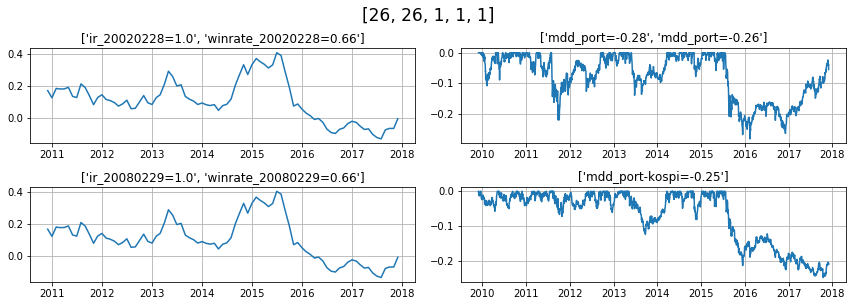 [26, 26, 1, 1, 1]
['ir_20020228=1.0', 'winrate_20020228=0.66']
0.4
0.2
0.0
2011 2012 2013 2014 2015 2016 2017 2018
['mdd_port=-0.28', 'mdd_port=-0.26']
0.0
−0.1
−0.2
2010 2011 2012 2013 2014 2015 2016 2017 2018
['ir_20080229=1.0', 'winrate_20080229=0.66']
0.4
0.2
0.0
2011 2012 2013 2014 2015 2016 2017 2018
['mdd_port-kospi=-0.25']
0.0
−0.1
−0.2
2010 2011 2012 2013 2014 2015 2016 2017 2018